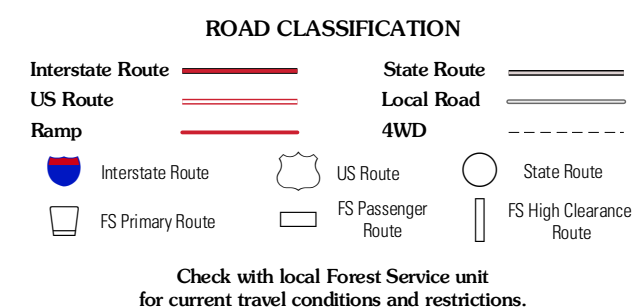 ROAD CLASSIFICATION
Interstate Route
State Route
US Route
Local Road
Ramp
4WD
Interstate Route
US Route
State Route
FS Primary Route
FS Passenger
Route
FS High Clearance
Route
Check with local Forest Service unit
for current travel conditions and restrictions.